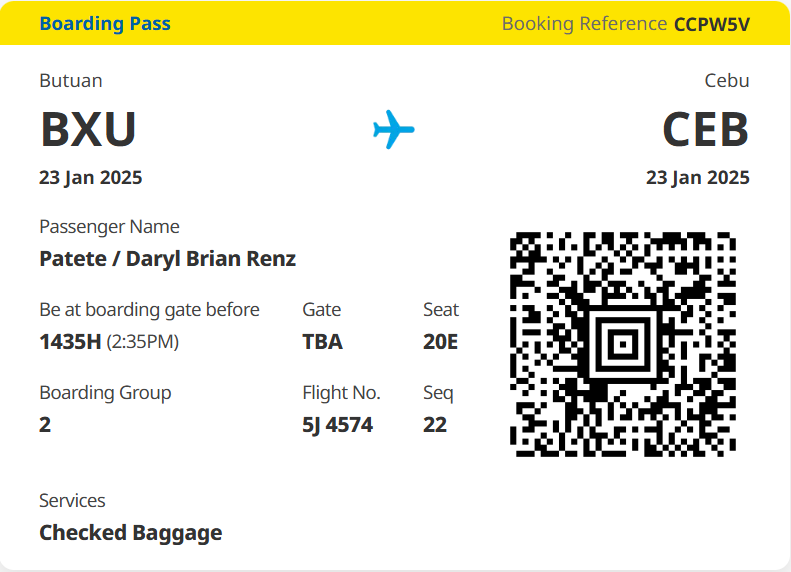 Boarding Pass Booking Reference CCPW5V
Butuan Cebu
BXU CEB
23 Jan 2025 23 Jan 2025
Passenger Name
Patete / Daryl Brian Renz
Be at boarding gate before Gate Seat
1435H (2:35PM) TBA 20E
Boarding Group Flight No. Seq
2 5J 4574 22
Services
Checked Baggage